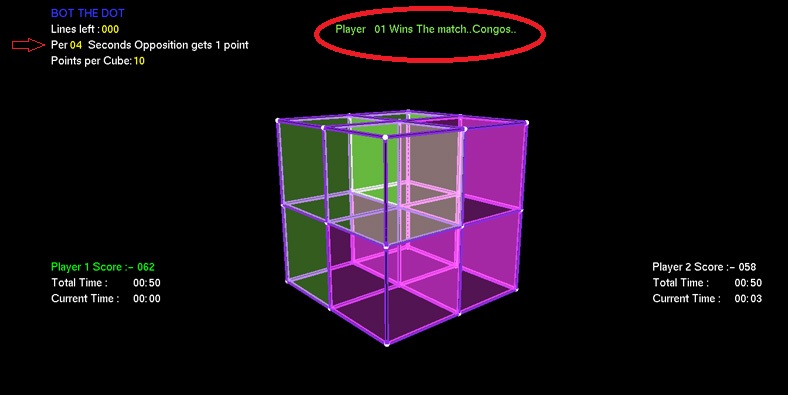 BOT THE DOT
Lines left : 000
Per 04 Seconds Opposition gets 1 point
Points per Cube: 10
Player 01 Wins The match..Congos..
Player 1 Score :- 062
Total Time : 00:50
Current Time : 00:00
Player 2 Score :- 058
Total Time : 00:50
Current Time : 00:03